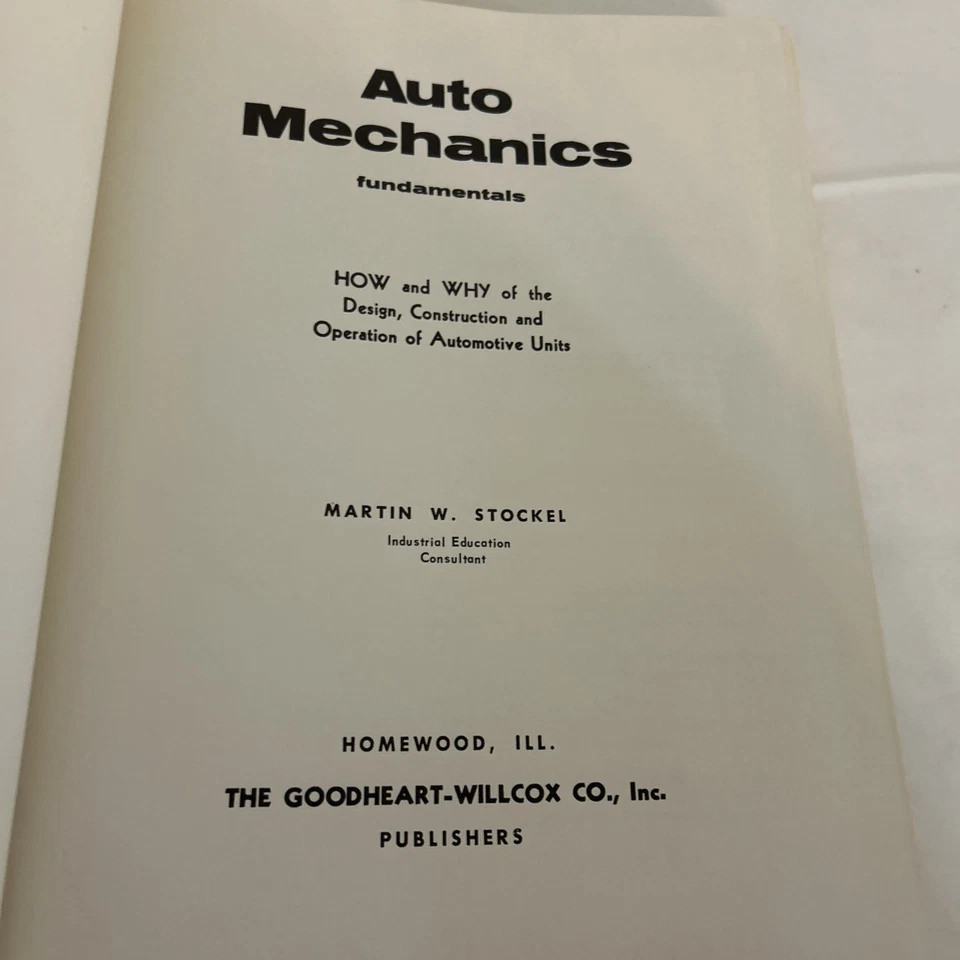 Auto
Mechanics
fundamentals
HOW and WHY of the
Design, Construction and
Operation of Automotive Units
MARTIN W. STOCKEL
Industrial Education
Consultant
HOMEWOOD, ILL.
THE GOODHEART-WILLCOX CO., Inc.
PUBLISHERS